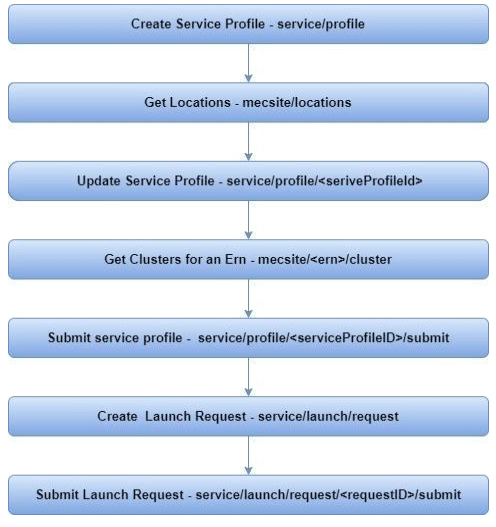 Create Service Profile - service/profile
Get Locations - mecsite/locations
Update Service Profile - service/profile/<seriveProfileId>
Get Clusters for an Ern - mecsite/<ern>/cluster
Submit service profile -  service/profile/<serviceProfileID>/submit
Create  Launch Request - service/launch/request
Submit Launch Request - service/launch/request/<requestID>/submit